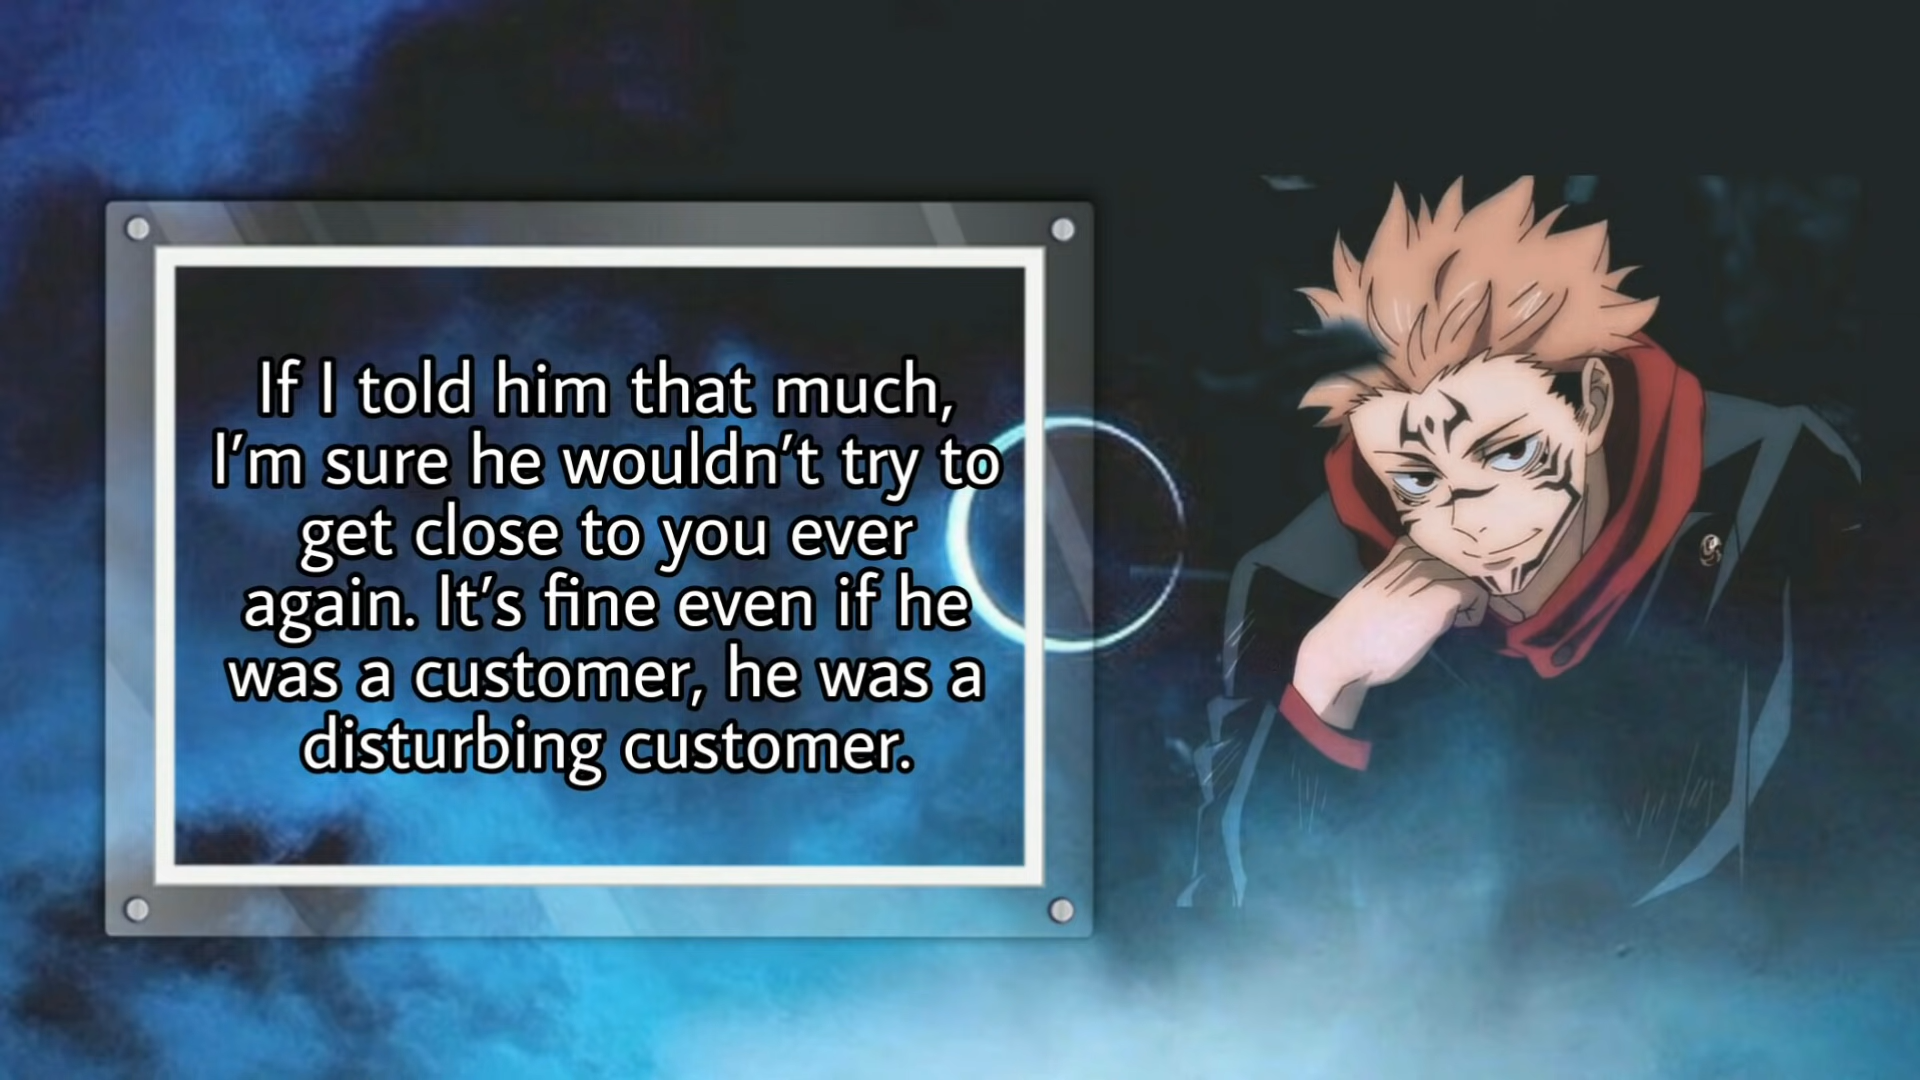 If I told him that much,
I'm sure he wouldn't try to
get close to you ever
again. It's fine even if he
was a customer, he was a
disturbing customer.